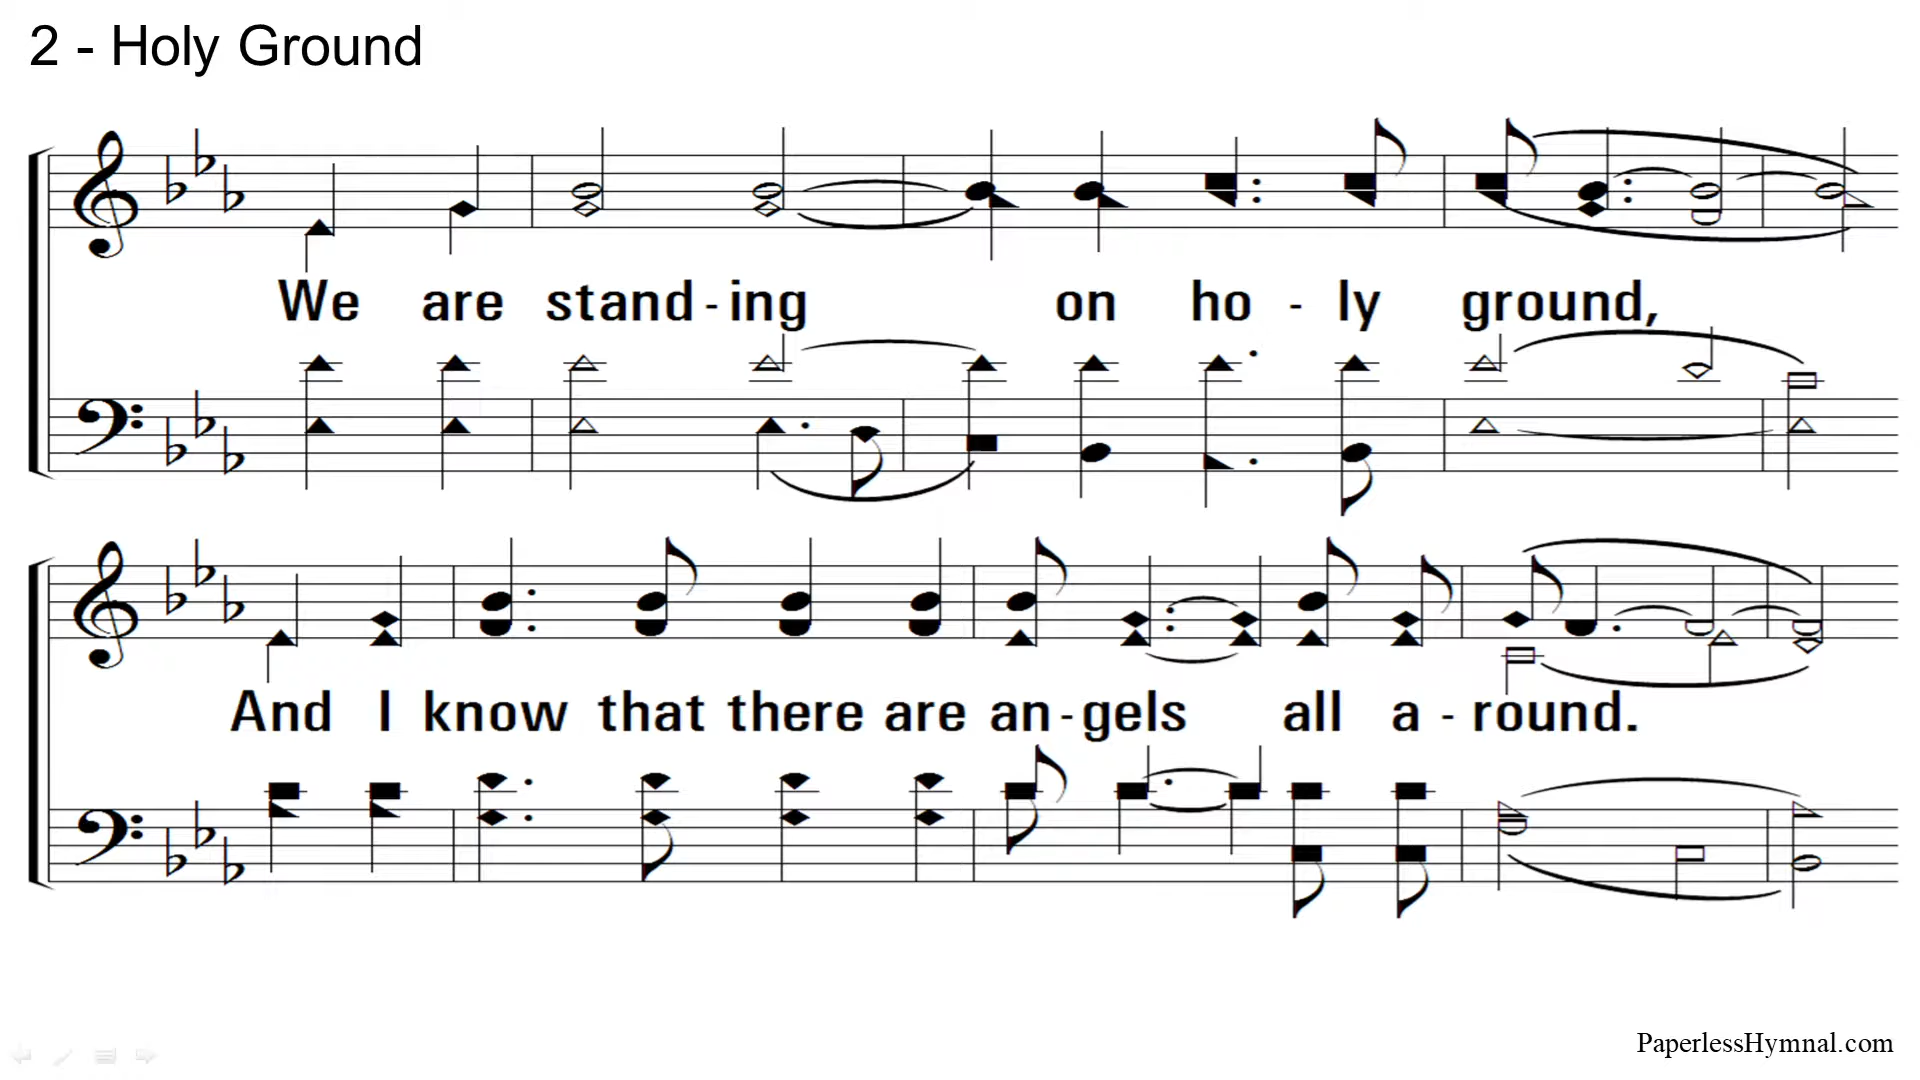 2 - Holy Ground
We are stand-ing on ho - ly ground,
And I know that there are an-gels all a - round.
PaperlessHymnal.com